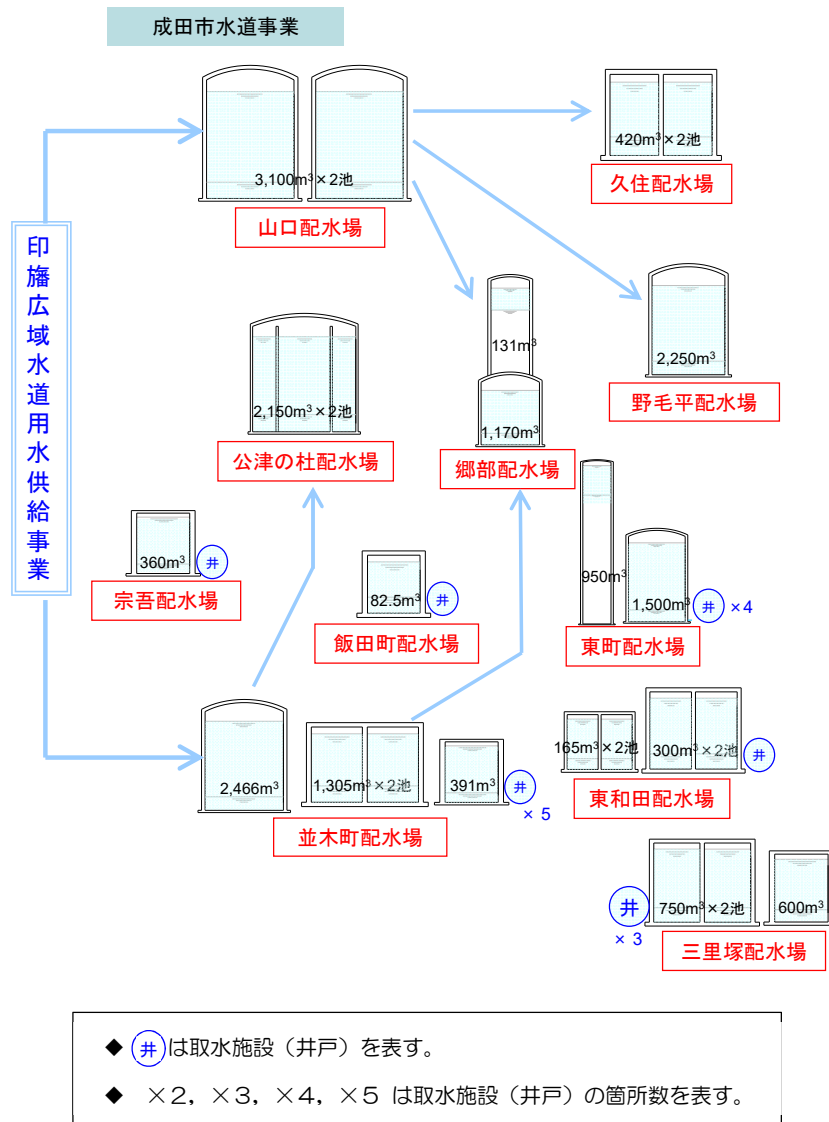 成田市水道事業
3,100m³×2池
山口配水場
420m³×2池
久住配水場
印旛広域水道用水供給事業
131m³
1,170m³
郷部配水場
2,250m³
野毛平配水場
2,150m³×2池
公津の杜配水場
360m³
井
宗吾配水場
82.5m³
井
飯田町配水場
950m³
1,500m³
井
×4
東町配水場
2,466m³
1,305m³×2池
391m³
井
× 5
並木町配水場
165m³×2池
300m³×2池
井
東和田配水場
井
× 3
750m³×2池
600m³
三里塚配水場
◆ 井は取水施設（井戸）を表す。
◆ ×2，×3，×4，×5 は取水施設（井戸）の箇所数を表す。